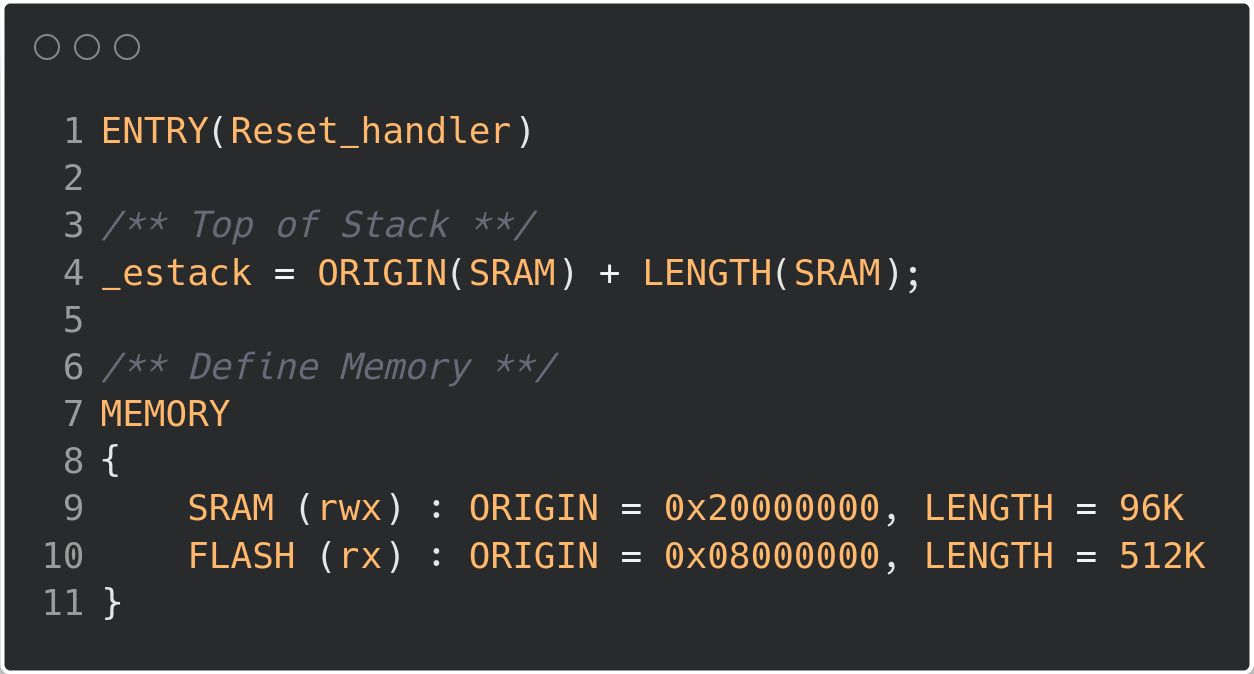 1 ENTRY(Reset_handler)
2
3 /** Top of Stack **/
4 _estack = ORIGIN(SRAM) + LENGTH(SRAM);
5
6 /** Define Memory **/
7 MEMORY
8 {
9     SRAM (rwx) : ORIGIN = 0x20000000, LENGTH = 96K
10     FLASH (rx) : ORIGIN = 0x08000000, LENGTH = 512K
11 }